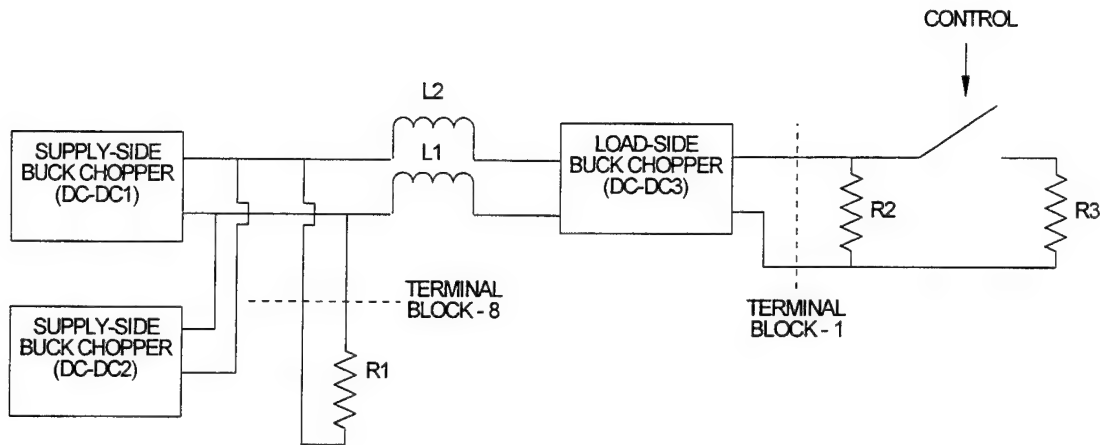 CONTROL
L2
L1
SUPPLY-SIDE
BUCK CHOPPER
(DC-DC1)
LOAD-SIDE
BUCK CHOPPER
(DC-DC3)
R2
R3
TERMINAL
BLOCK - 8
TERMINAL
BLOCK - 1
SUPPLY-SIDE
BUCK CHOPPER
(DC-DC2)
R1